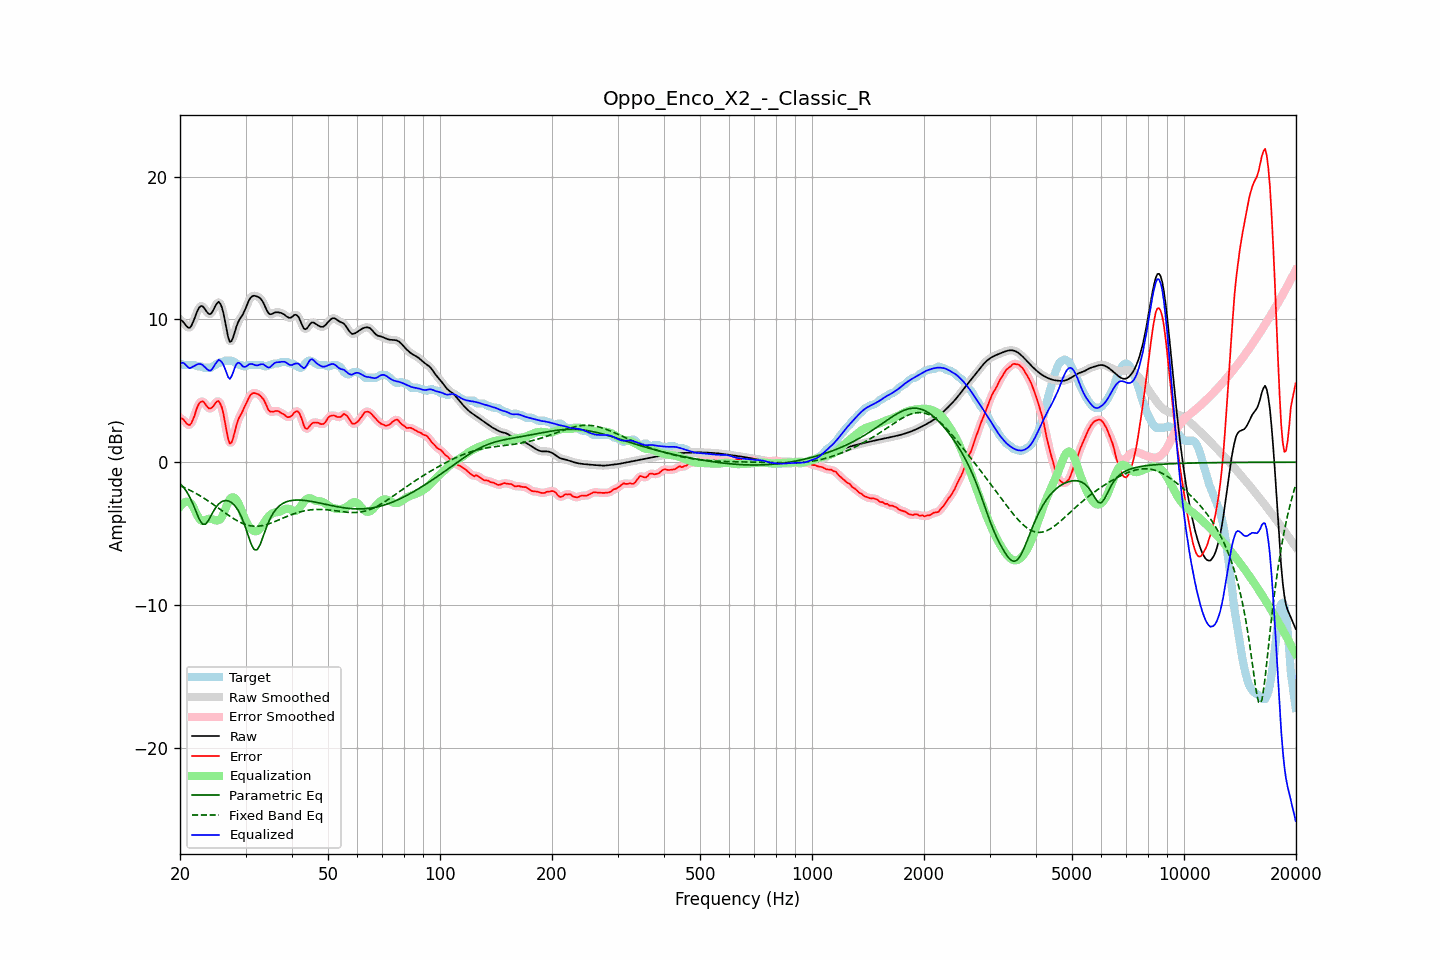 Oppo_Enco_X2_-_Classic_R
Amplitude (dBr)
20
10
0
−10
−20
Target
Raw Smoothed
Error Smoothed
Raw
Error
Equalization
Parametric Eq
Fixed Band Eq
Equalized
20 50 100 200 500 1000 2000 5000 10000 20000
Frequency (Hz)